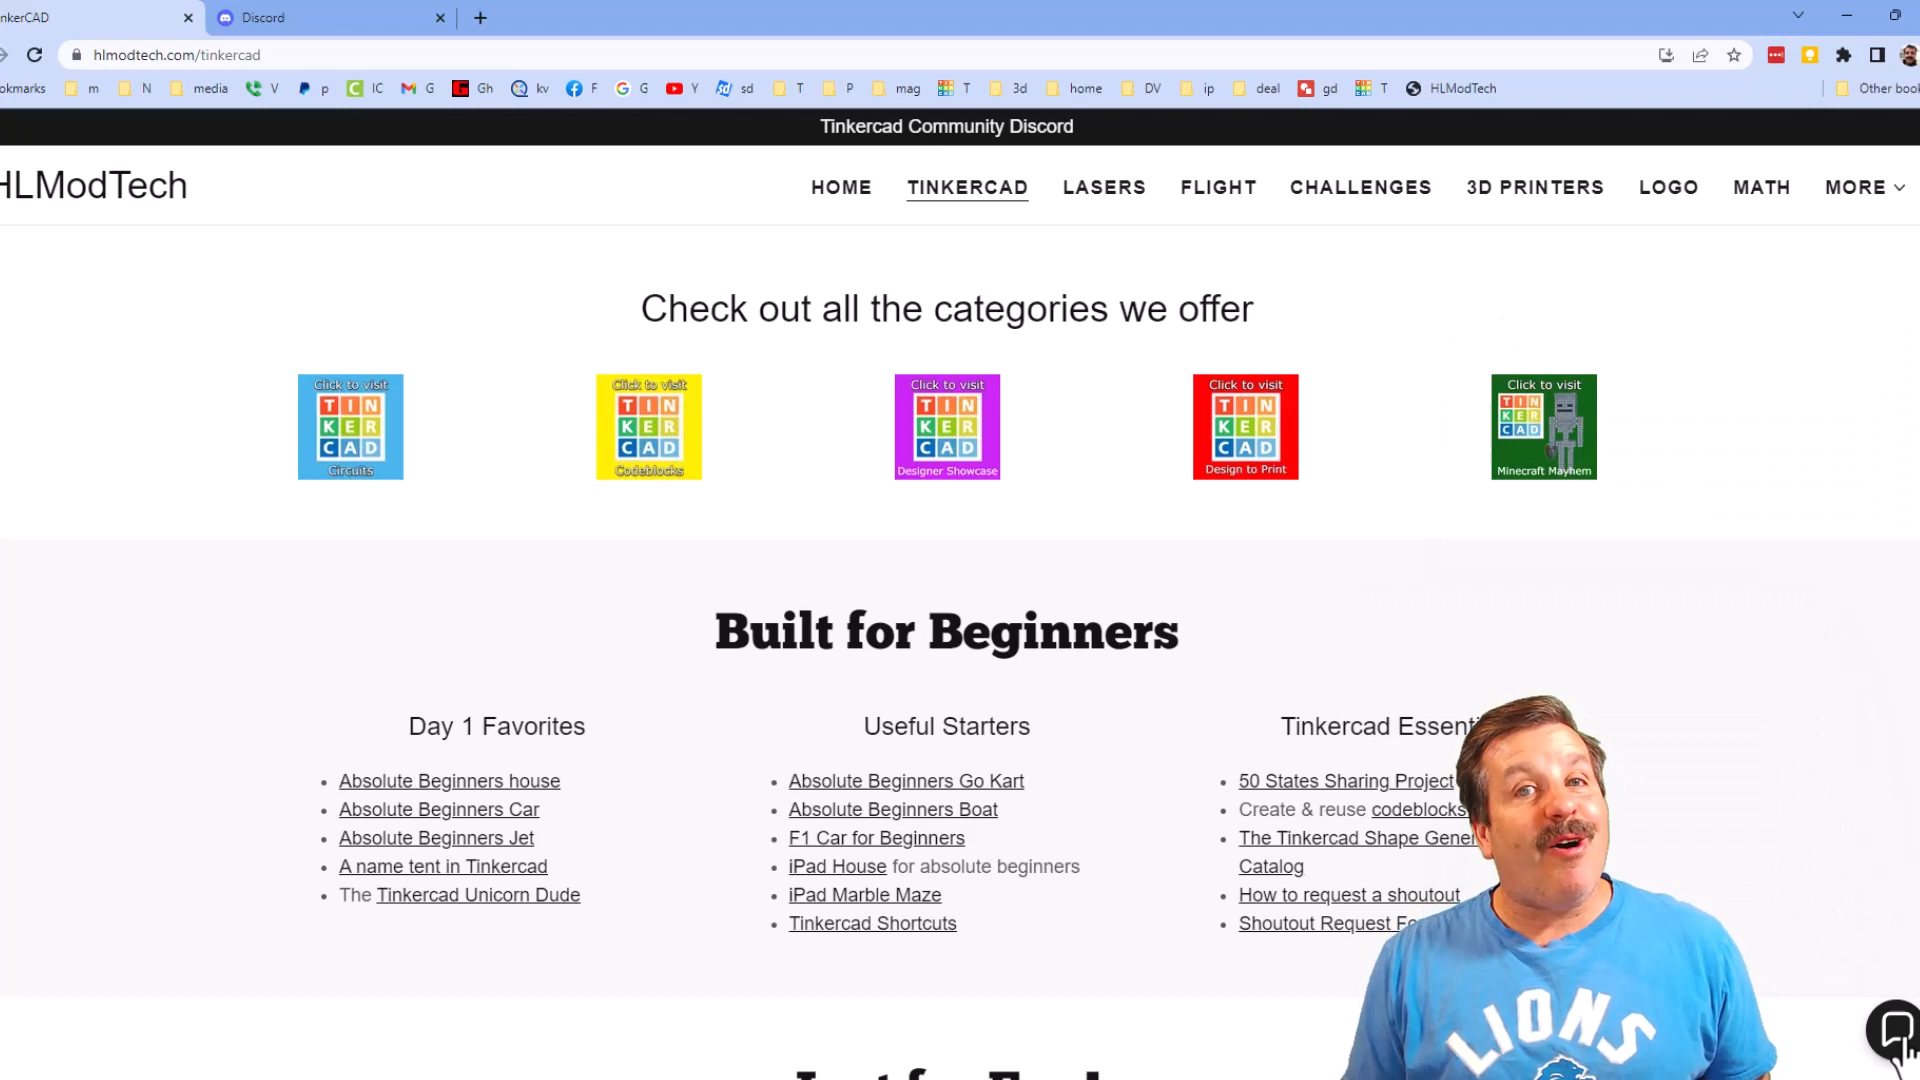 nkerCAD
Discord
hlmodtech.com/tinkercad
okmarks m N media V p IC G Gh kv F G Y sd T P mag T 3d home DV ip deal gd T HLModTech Other book
Tinkercad Community Discord
HLModTech
HOME TINKERCAD LASERS FLIGHT CHALLENGES 3D PRINTERS LOGO MATH MORE
Check out all the categories we offer
Click to visit
TIN
KER
CAD
Circuits
Click to visit
TIN
KER
CAD
Codeblocks
Click to visit
TIN
KER
CAD
Designer Showcase
Click to visit
TIN
KER
CAD
Design to Print
Click to visit
TIN
KER
CAD
Minecraft Mayhem
Built for Beginners
Day 1 Favorites
Absolute Beginners house
Absolute Beginners Car
Absolute Beginners Jet
A name tent in Tinkercad
The Tinkercad Unicorn Dude
Useful Starters
Absolute Beginners Go Kart
Absolute Beginners Boat
F1 Car for Beginners
iPad House for absolute beginners
iPad Marble Maze
Tinkercad Shortcuts
Tinkercad Essenti
50 States Sharing Project
Create & reuse codeblocks
The Tinkercad Shape Gener
Catalog
How to request a shoutout
Shoutout Request Fo
LIONS